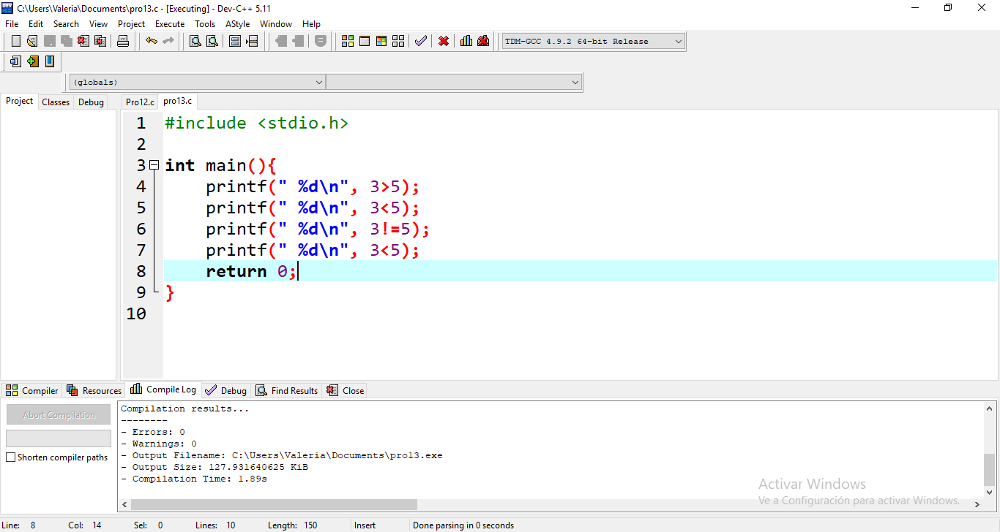 C:\Users\Valeria\Documents\pro13.c - [Executing] - Dev-C++ 5.11
File Edit Search View Project Execute Tools AStyle Window Help
TDM-GCC 4.9.2 64-bit Release
(globals)
Project Classes Debug Pro12.c pro13.c
1 #include <stdio.h>
2
3 int main(){
4 printf(" %d\n", 3>5);
5 printf(" %d\n", 3<5);
6 printf(" %d\n", 3!=5);
7 printf(" %d\n", 3<5);
8 return 0;
9 }
10
Compiler Resources Compile Log Debug Find Results Close
Abort Compilation
Shorten compiler paths
Compilation results...
--------
- Errors: 0
- Warnings: 0
- Output Filename: C:\Users\Valeria\Documents\pro13.exe
- Output Size: 127.931640625 KiB
- Compilation Time: 1.89s
Activar Windows
Ve a Configuración para activar Windows.
Line: 8 Col: 14 Sel: 0 Lines: 10 Length: 150 Insert Done parsing in 0 seconds